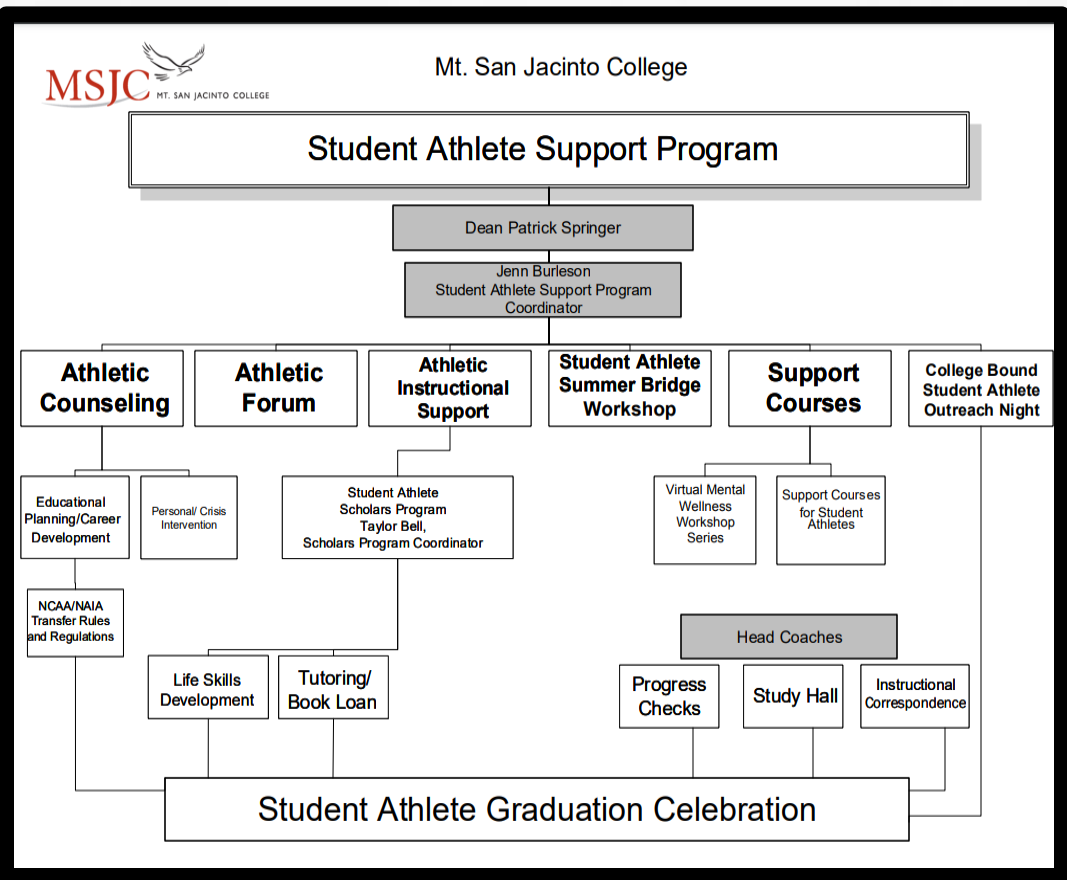 MSJC
MT. SAN JACINTO COLLEGE
Mt. San Jacinto College
Student Athlete Support Program
Dean Patrick Springer
Jenn Burleson
Student Athlete Support Program
Coordinator
Athletic
Counseling
Athletic
Forum
Athletic
Instructional
Support
Student Athlete
Summer Bridge
Workshop
Support
Courses
College Bound
Student Athlete
Outreach Night
Educational
Planning/Career
Development
Personal/ Crisis
Intervention
Student Athlete
Scholars Program
Taylor Bell,
Scholars Program Coordinator
Virtual Mental
Wellness
Workshop
Series
Support Courses
for Student
Athletes
NCAA/NAIA
Transfer Rules
and Regulations
Head Coaches
Life Skills
Development
Tutoring/
Book Loan
Progress
Checks
Study Hall
Instructional
Correspondence
Student Athlete Graduation Celebration